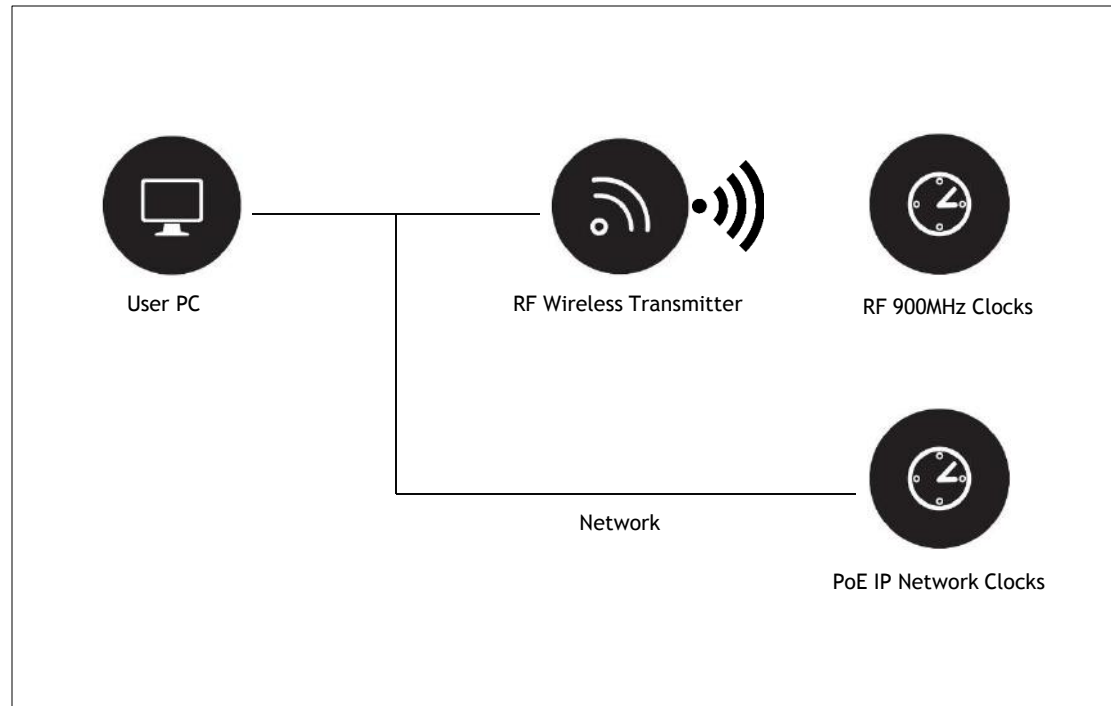 User PC
RF Wireless Transmitter
RF 900MHz Clocks
Network
PoE IP Network Clocks